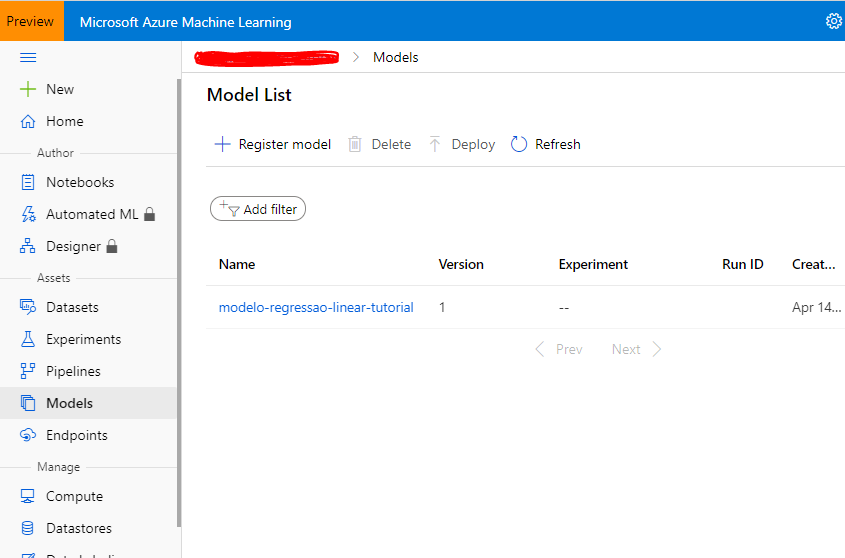 Preview
Microsoft Azure Machine Learning
Models
New
Home
Author
Notebooks
Automated ML
Designer
Assets
Datasets
Experiments
Pipelines
Models
Endpoints
Manage
Compute
Datastores
Model List
Register model Delete Deploy Refresh
Add filter
Name Version Experiment Run ID Creat...
modelo-regressao-linear-tutorial 1 -- Apr 14...
Prev Next